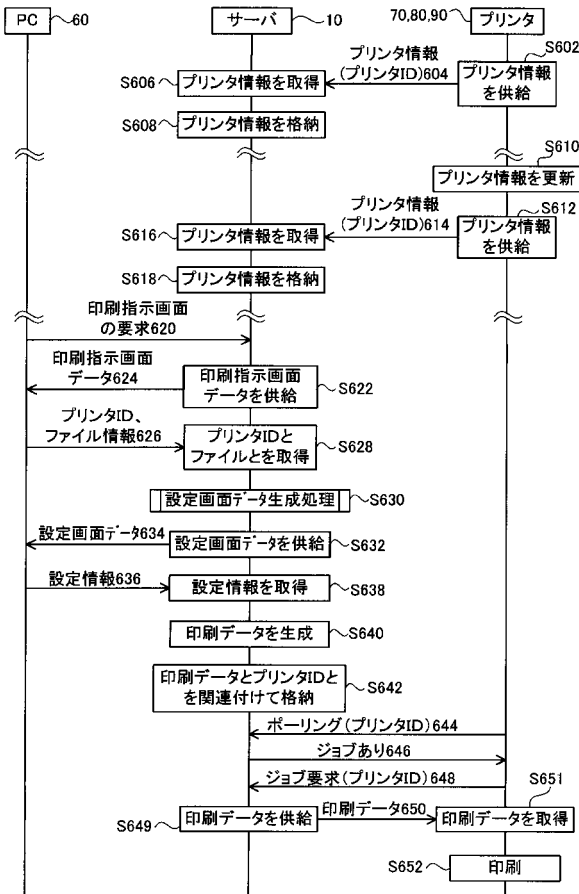 PC 60
サーバ 10
70,80,90 プリンタ
S602
プリンタ情報
(プリンタID)604
プリンタ情報
を供給
S606 プリンタ情報を取得
S608 プリンタ情報を格納
S610
プリンタ情報を更新
S612
プリンタ情報
(プリンタID)614
プリンタ情報
を供給
S616 プリンタ情報を取得
S618 プリンタ情報を格納
印刷指示画面
の要求620
印刷指示画面
データ624
印刷指示画面
データを供給
S622
プリンタID、
ファイル情報626
プリンタIDと
ファイルとを取得
S628
設定画面データ生成処理 S630
設定画面データ634
設定画面データを供給 S632
設定情報636
設定情報を取得 S638
印刷データを生成 S640
印刷データとプリンタIDと
を関連付けて格納
S642
ポーリング(プリンタID)644
ジョブあり646
ジョブ要求(プリンタID)648
S649 印刷データを供給
印刷データ650
S651
印刷データを取得
S652 印刷